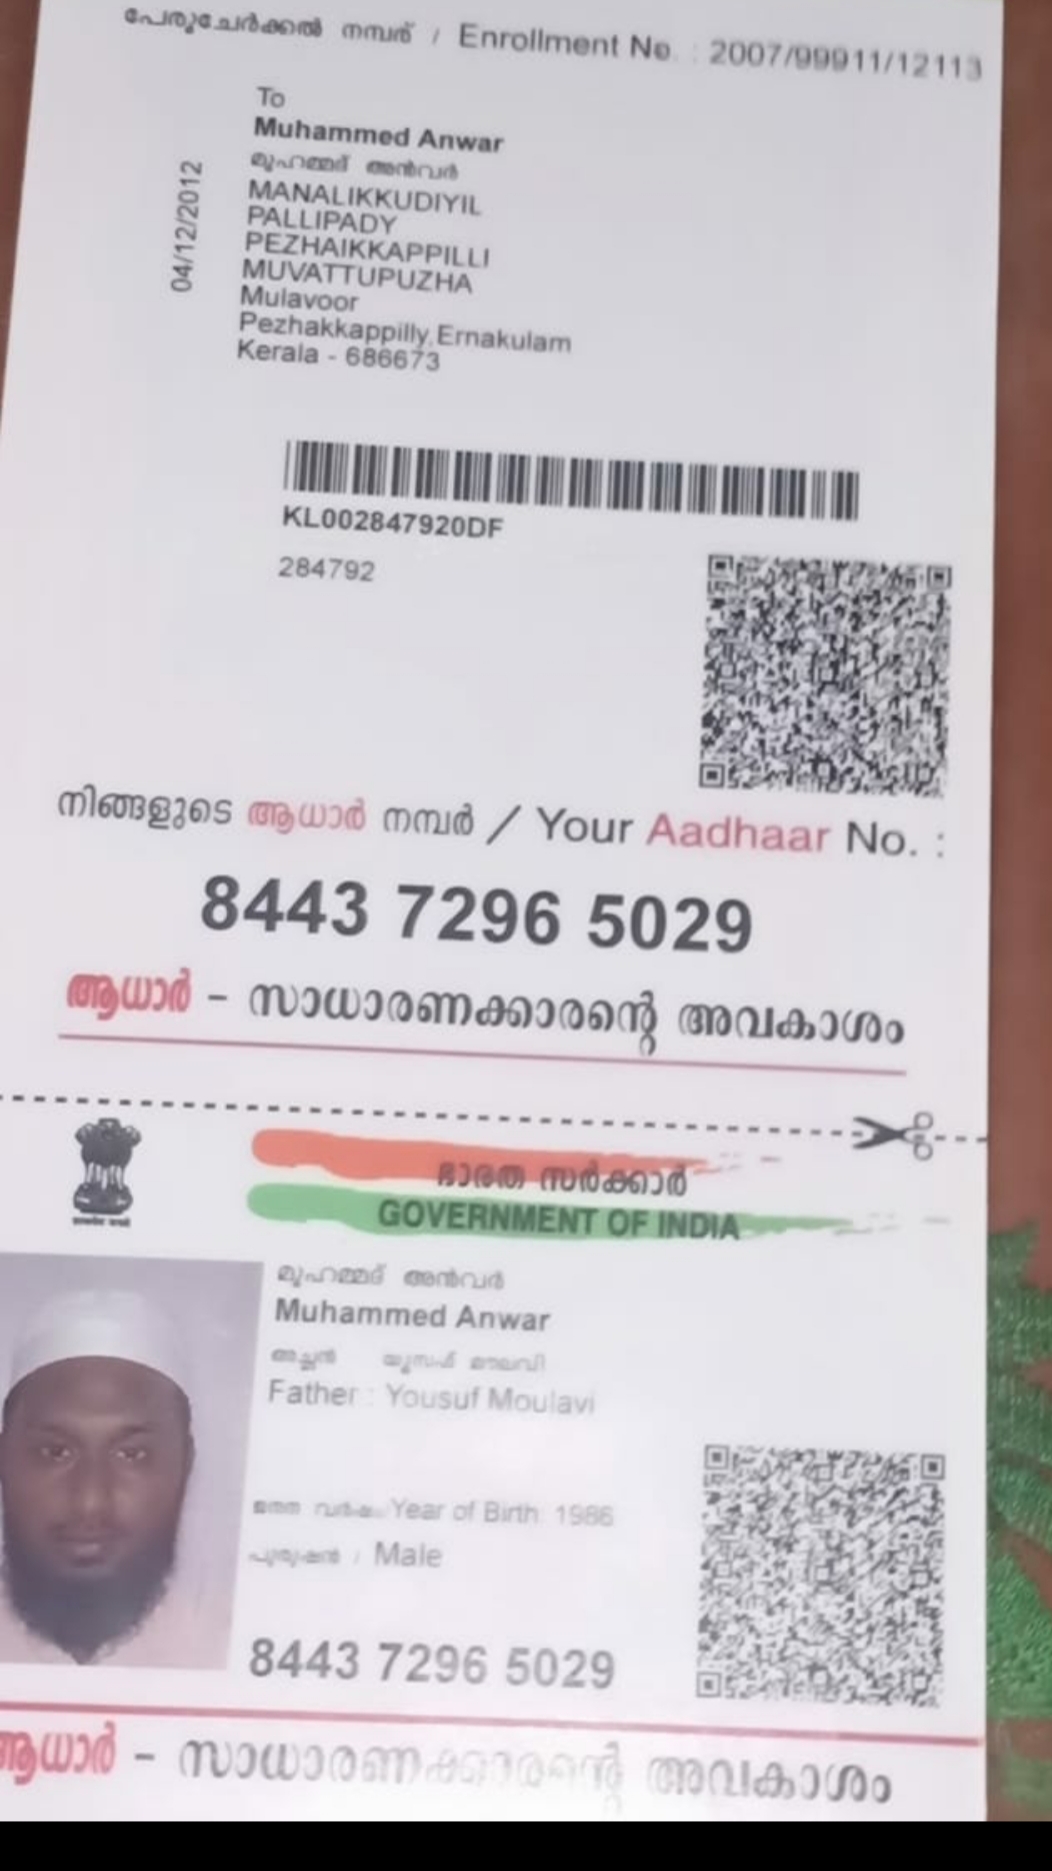 പേരുചേർക്കൽ നമ്പര് / Enrollment No. : 2007/99911/12113
To
Muhammed Anwar
മുഹമ്മദ് അൻവർ
MANALIKKUDIYIL
PALLIPADY
PEZHAIKKAPPILLI
MUVATTUPUZHA
Mulavoor
Pezhakkappilly,Ernakulam
Kerala - 686673
04/12/2012
KL002847920DF
284792
നിങ്ങളുടെ ആധാർ നമ്പർ / Your Aadhaar No. :
8443 7296 5029
ആധാർ - സാധാരണക്കാരന്റെ അവകാശം
ഭാരത സർക്കാർ
GOVERNMENT OF INDIA
മുഹമ്മദ് അൻവർ
Muhammed Anwar
അച്ഛൻ യൂസഫ് മൗലവി
Father : Yousuf Moulavi
Year of Birth: 1986
പുരുഷൻ / Male
8443 7296 5029
ആധാർ - സാധാരണക്കാരന്റെ അവകാശം